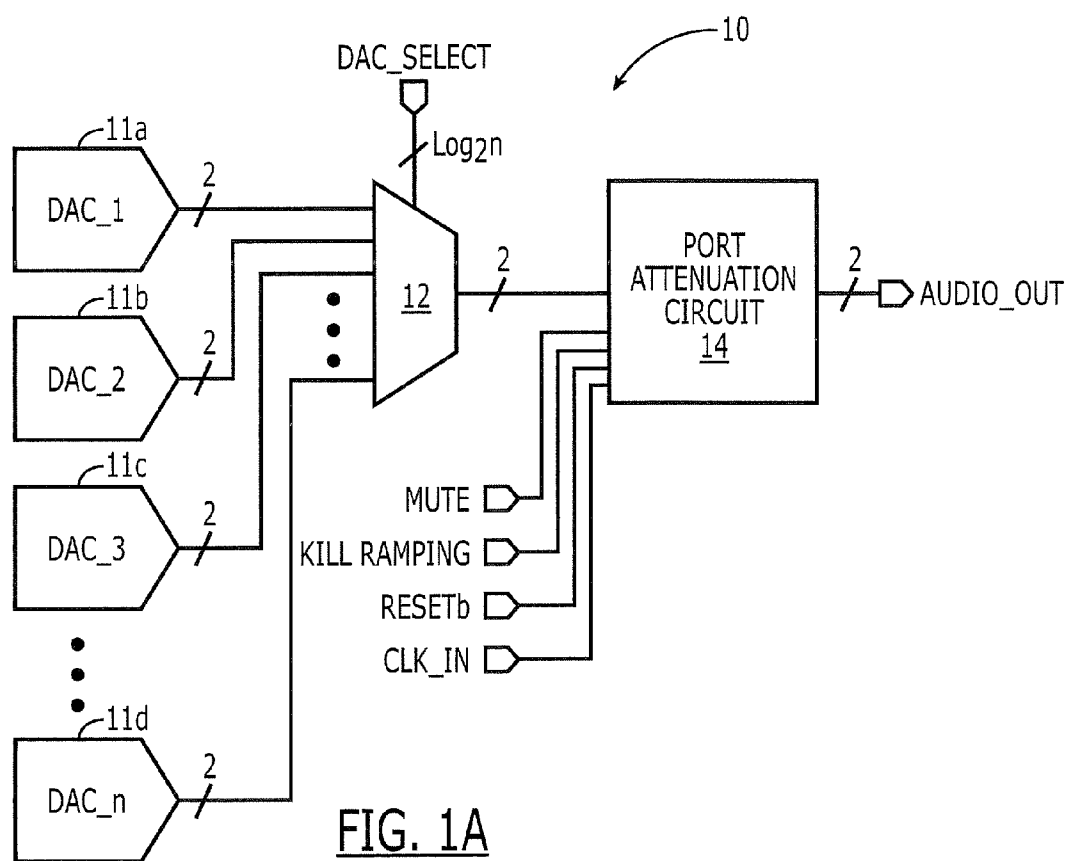 10
DAC_SELECT
Log₂n
11a
DAC_1
2
11b
DAC_2
2
11c
DAC_3
2
11d
DAC_n
2
12
2
PORT
ATTENUATION
CIRCUIT
14
2
AUDIO_OUT
MUTE
KILL RAMPING
RESETb
CLK_IN
FIG. 1A